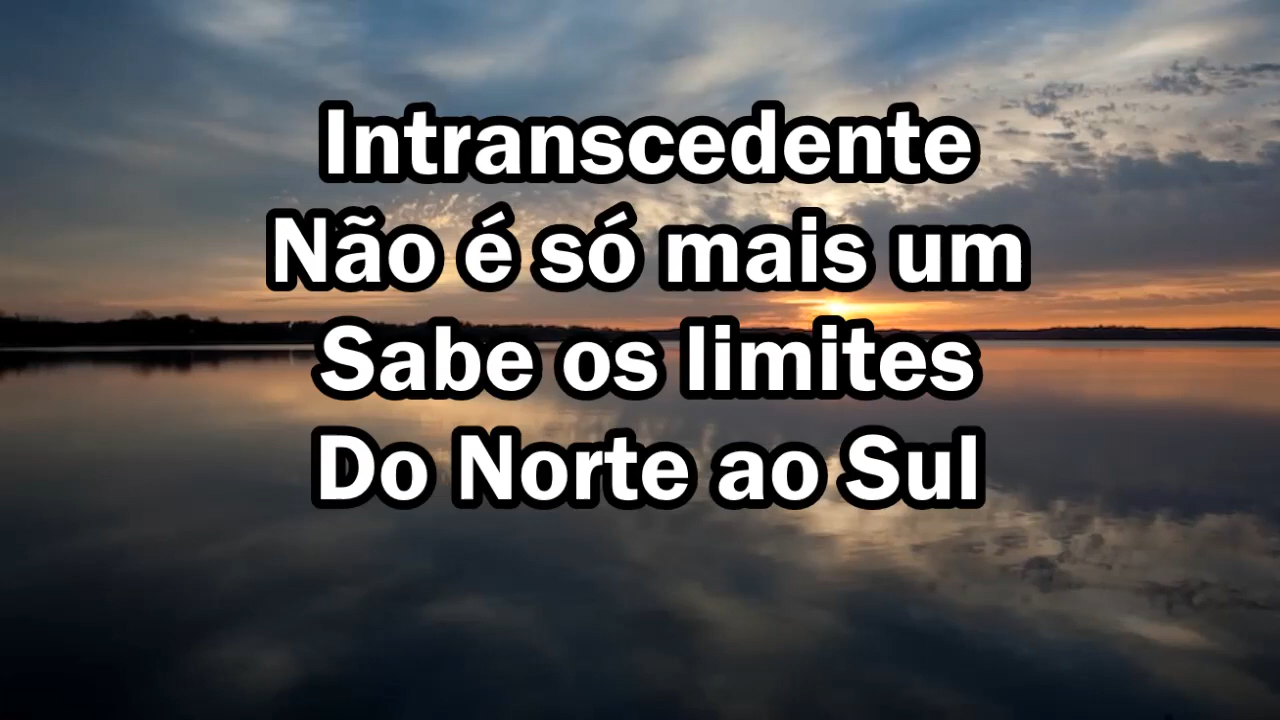 Intranscedente
Não é só mais um
Sabe os limites
Do Norte ao Sul